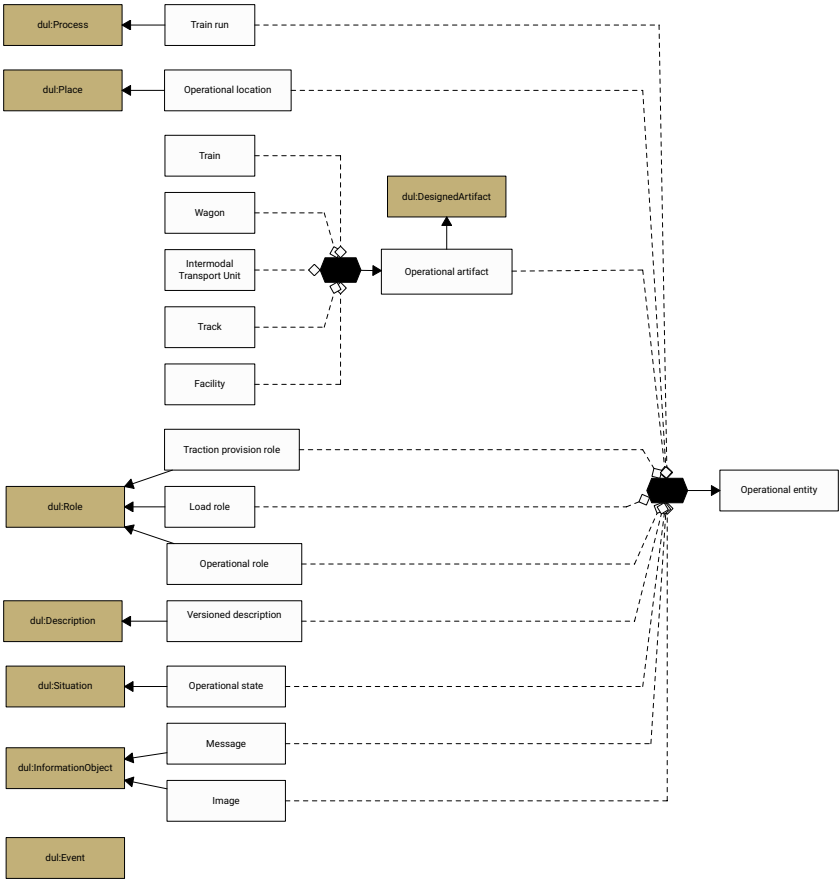 dul:Process
Train run
dul:Place
Operational location
Train
dul:DesignedArtifact
Wagon
Intermodal
Transport Unit
Operational artifact
Track
Facility
Traction provision role
dul:Role
Load role
Operational entity
Operational role
dul:Description
Versioned description
dul:Situation
Operational state
Message
dul:InformationObject
Image
dul:Event